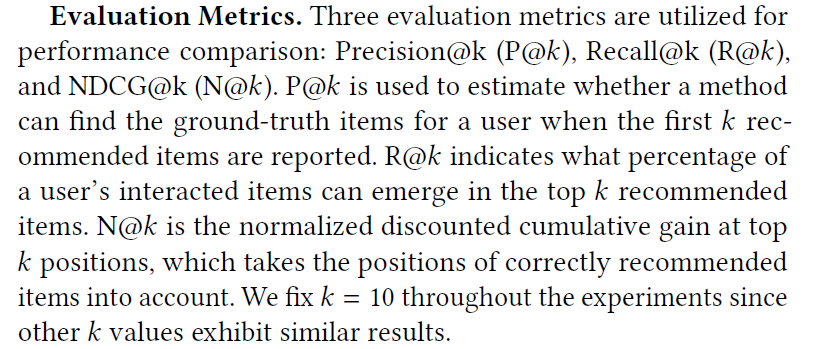 Evaluation Metrics. Three evaluation metrics are utilized for
performance comparison: Precision@k (P@k), Recall@k (R@k),
and NDCG@k (N@k). P@k is used to estimate whether a method
can find the ground-truth items for a user when the first k rec-
ommended items are reported. R@k indicates what percentage of
a user's interacted items can emerge in the top k recommended
items. N@k is the normalized discounted cumulative gain at top
k positions, which takes the positions of correctly recommended
items into account. We fix k = 10 throughout the experiments since
other k values exhibit similar results.